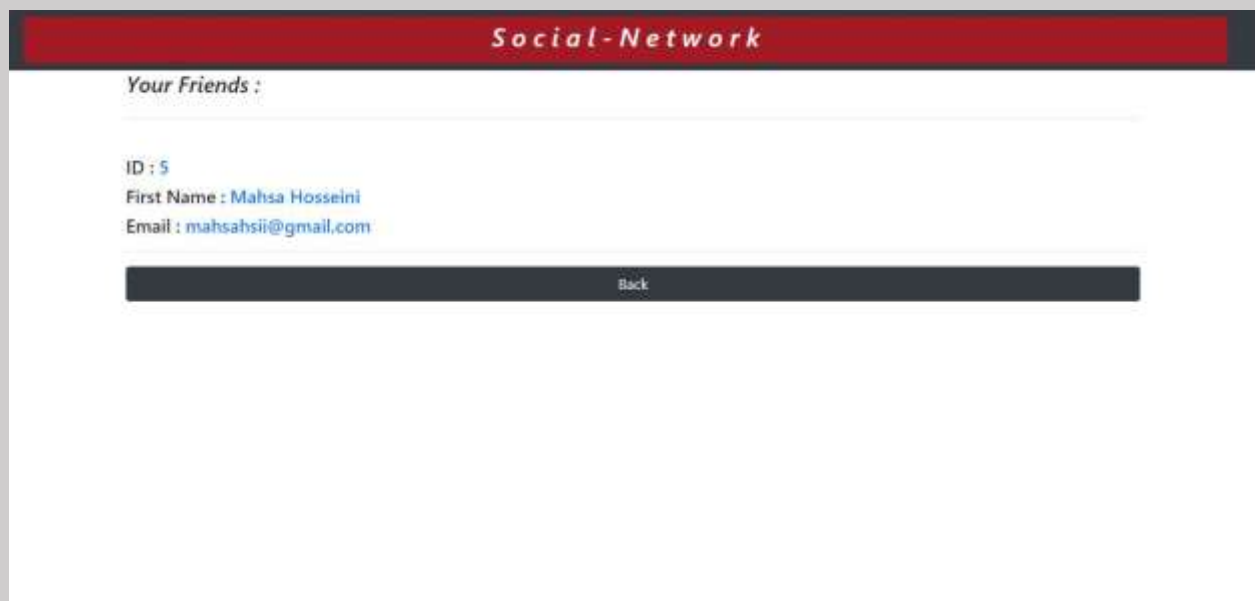 Social-Network
Your Friends :
ID : 5
First Name : Mahsa Hosseini
Email : mahsahsii@gmail.com
Back